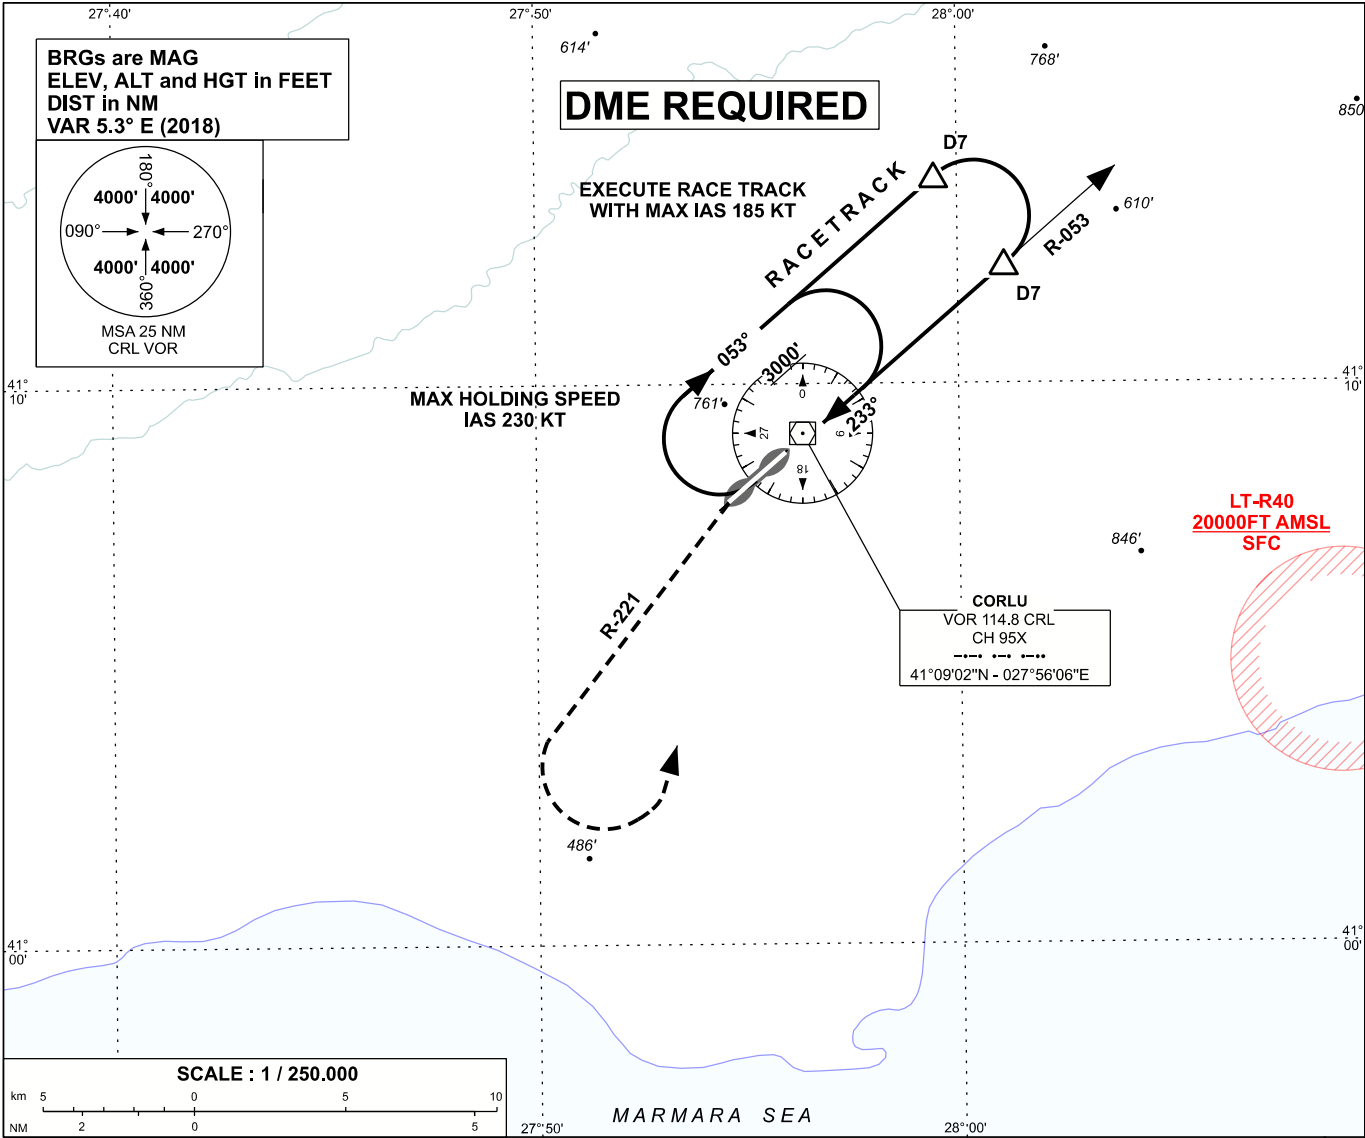 27°40'
27°50'
28°00'
614'
768'
850
BRGs are MAG
ELEV, ALT and HGT in FEET
DIST in NM
VAR 5.3° E (2018)
DME REQUIRED
180°
4000' 4000'
090° 270°
4000' 4000'
360°
MSA 25 NM
CRL VOR
EXECUTE RACE TRACK
WITH MAX IAS 185 KT
D7
RACETRACK
610'
R-053
D7
053°
3000'
41°
10'
41°
10'
MAX HOLDING SPEED
IAS 230 KT
761'
0
27
9
18
233°
LT-R40
20000FT AMSL
SFC
846'
R-221
CORLU
VOR 114.8 CRL
CH 95X
-·-· ·-· ·-··
41°09'02"N - 027°56'06"E
486'
41°
00'
41°
00'
SCALE : 1 / 250.000
km 5 0 5 10
NM 2 0 5
MARMARA SEA
27°50'
28°00'